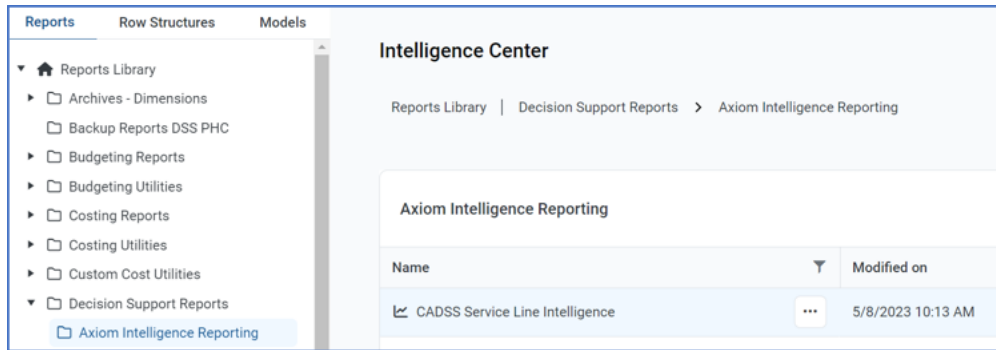 Reports Row Structures Models
Reports Library
Archives - Dimensions
Backup Reports DSS PHC
Budgeting Reports
Budgeting Utilities
Costing Reports
Costing Utilities
Custom Cost Utilities
Decision Support Reports
Axiom Intelligence Reporting
Intelligence Center
Reports Library | Decision Support Reports > Axiom Intelligence Reporting
Axiom Intelligence Reporting
Name Modified on
CADSS Service Line Intelligence ... 5/8/2023 10:13 AM